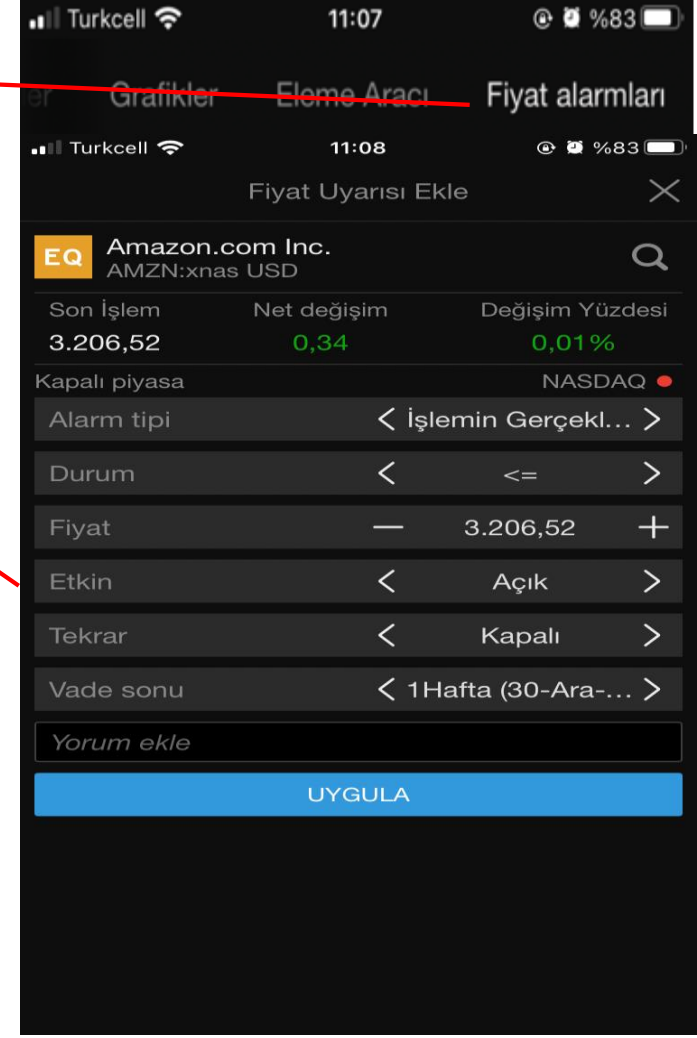 Turkcell 11:07 %83
er Grafikler Eleme Aracı Fiyat alarmları
Turkcell 11:08 %83
Fiyat Uyarısı Ekle
EQ Amazon.com Inc.
AMZN:xnas USD
Son İşlem Net değişim Değişim Yüzdesi
3.206,52 0,34 0,01%
Kapalı piyasa NASDAQ
Alarm tipi < İşlemin Gerçekl... >
Durum < <= >
Fiyat — 3.206,52 +
Etkin < Açık >
Tekrar < Kapalı >
Vade sonu < 1Hafta (30-Ara-... >
Yorum ekle
UYGULA